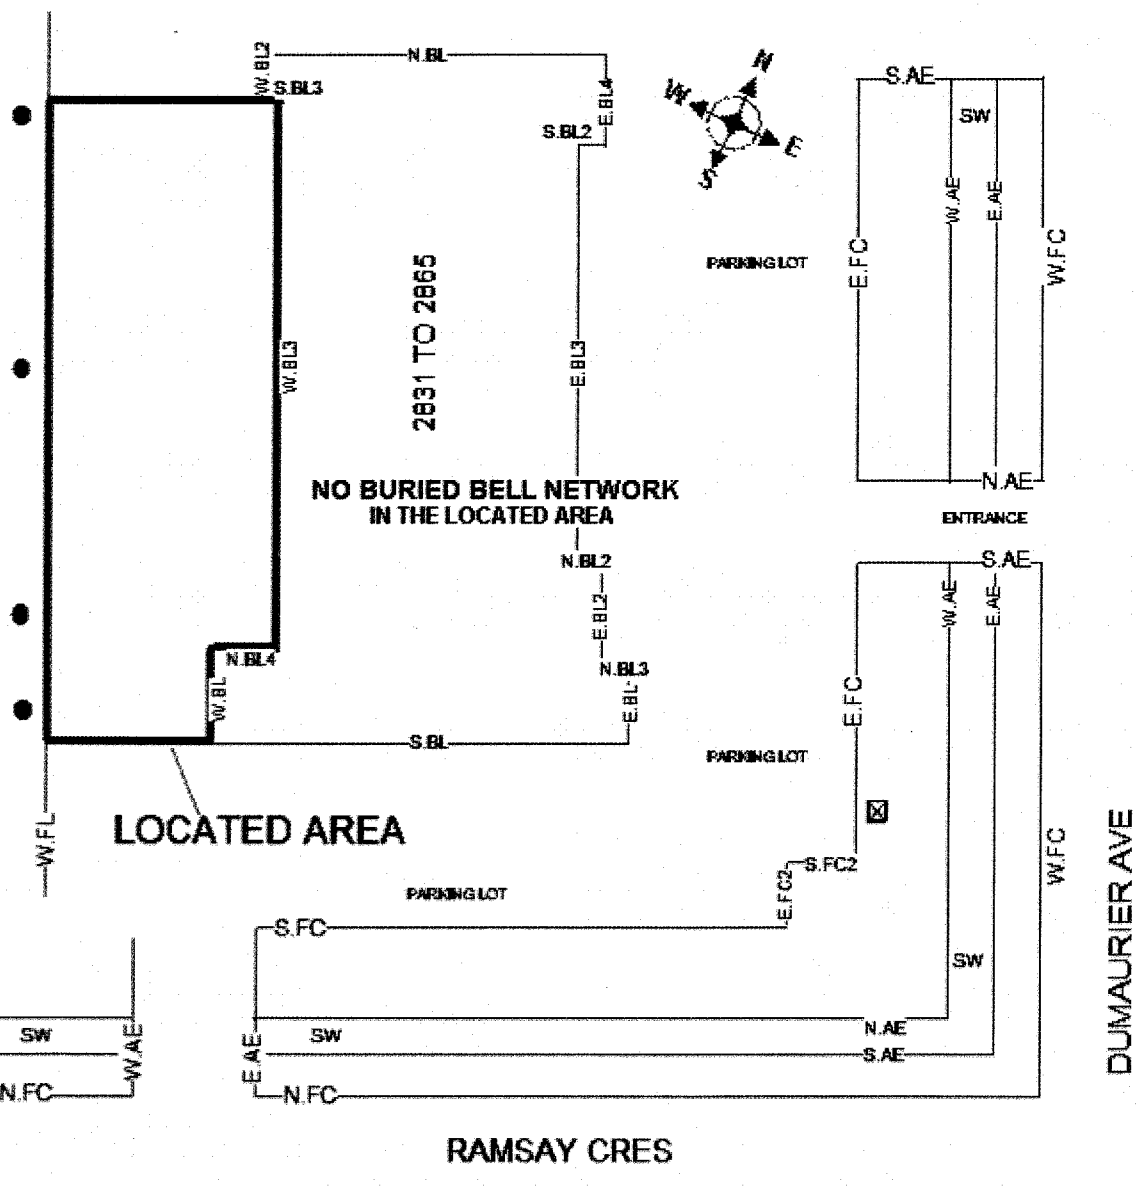 W.BL2
N.BL
S.BL3
E.BL4
S.BL2
N
W
E
S
S.AE
SW
W.AE
E.AE
E.FC
W.FC
PARKING LOT
2831 TO 2865
W.BL3
E.BL3
NO BURIED BELL NETWORK
IN THE LOCATED AREA
N.AE
ENTRANCE
S.AE
N.BL2
E.BL2
W.AE
E.AE
N.BL4
N.BL3
W.BL
E.BL
E.FC
S.BL
PARKING LOT
LOCATED AREA
W.FL
S.FC2
E.FC2
W.FC
DUMAURIER AVE
PARKING LOT
S.FC
SW
SW
W.AE
E.AE
SW
N.AE
S.AE
N.FC
N.FC
RAMSAY CRES